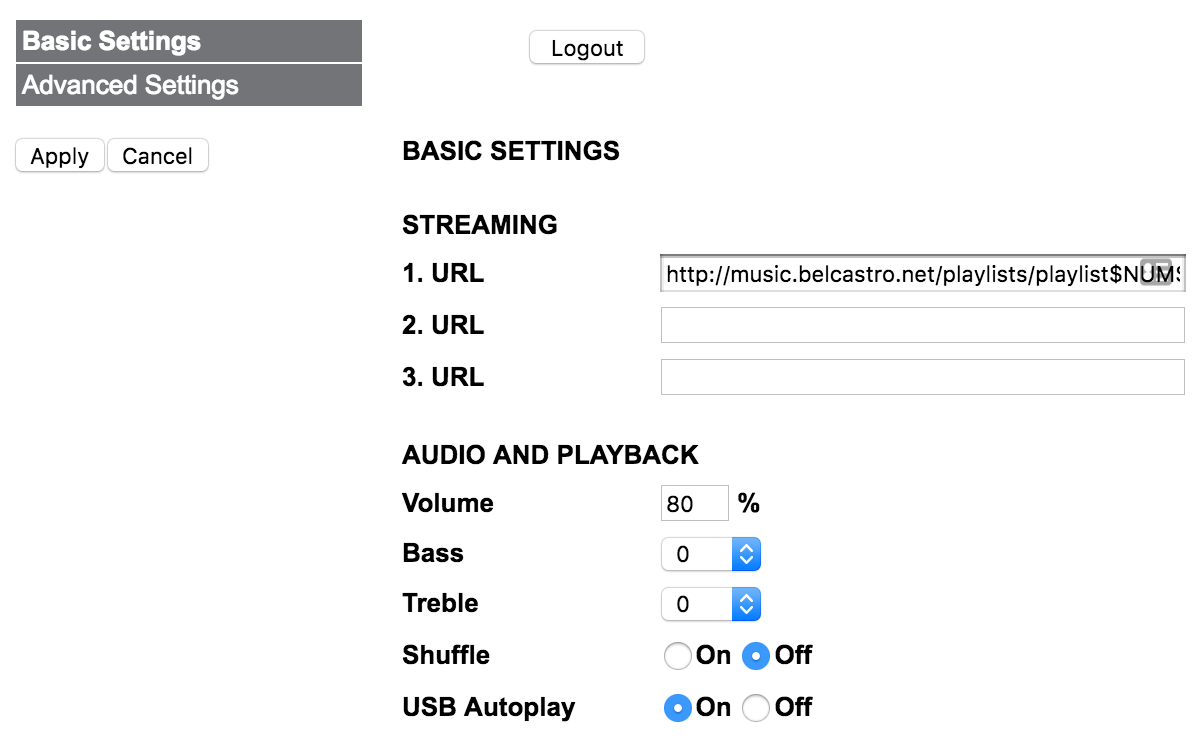 Basic Settings
Logout
Advanced Settings
Apply Cancel
BASIC SETTINGS
STREAMING
1. URL http://music.belcastro.net/playlists/playlist$NUM$
2. URL
3. URL
AUDIO AND PLAYBACK
Volume 80 %
Bass 0
Treble 0
Shuffle On Off
USB Autoplay On Off